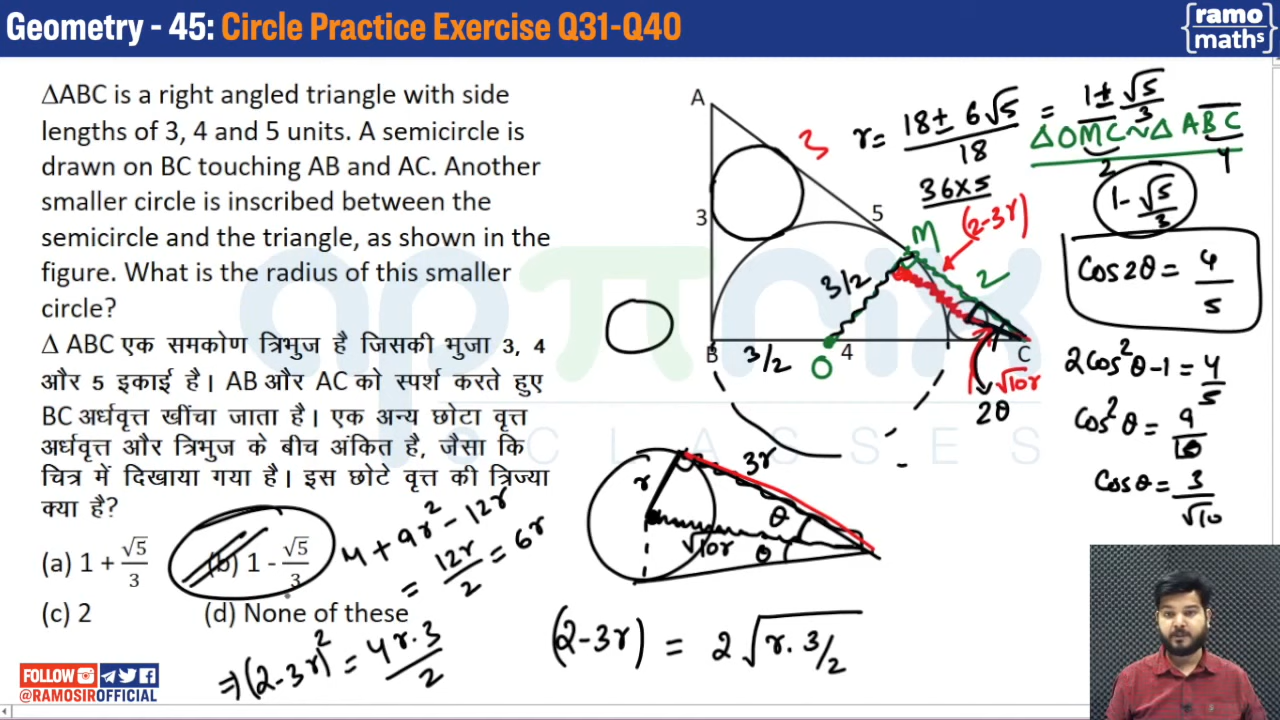 Geometry - 45: Circle Practice Exercise Q31-Q40
{ramo maths}
ΔABC is a right angled triangle with side
lengths of 3, 4 and 5 units. A semicircle is
drawn on BC touching AB and AC. Another
smaller circle is inscribed between the
semicircle and the triangle, as shown in the
figure. What is the radius of this smaller
circle?
Δ ABC एक समकोण त्रिभुज है जिसकी भुजा 3, 4
और 5 इकाई है। AB और AC को स्पर्श करते हुए
BC अर्धवृत्त खींचा जाता है। एक अन्य छोटा वृत्त
अर्धवृत्त और त्रिभुज के बीच अंकित है, जैसा कि
चित्र में दिखाया गया है। इस छोटे वृत्त की त्रिज्या
क्या है?
(a) 1 + √5/3 (b) 1 - √5/3
(c) 2 (d) None of these
A
3
5
B
4
C
3
M
2
(2-3r)
3/2
3/2
O
√10r
2θ
r = 18 ± 6√5 / 18 = 1 ± √5/3
36×5
ΔOMC ~ ΔABC
2 4
1 - √5/3
Cos2θ = 4/5
2Cos²θ - 1 = 4/5
Cos²θ = 9/10
Cosθ = 3/√10
r
3r
θ
√10r
θ
4 + 9r² - 12r
= 12r/2 = 6r
(2-3r) = 2√r·3/2
⇒ (2-3r)² = 4r·3/2
FOLLOW
@RAMOSIROFFICIAL
aptitrix
CLASSES